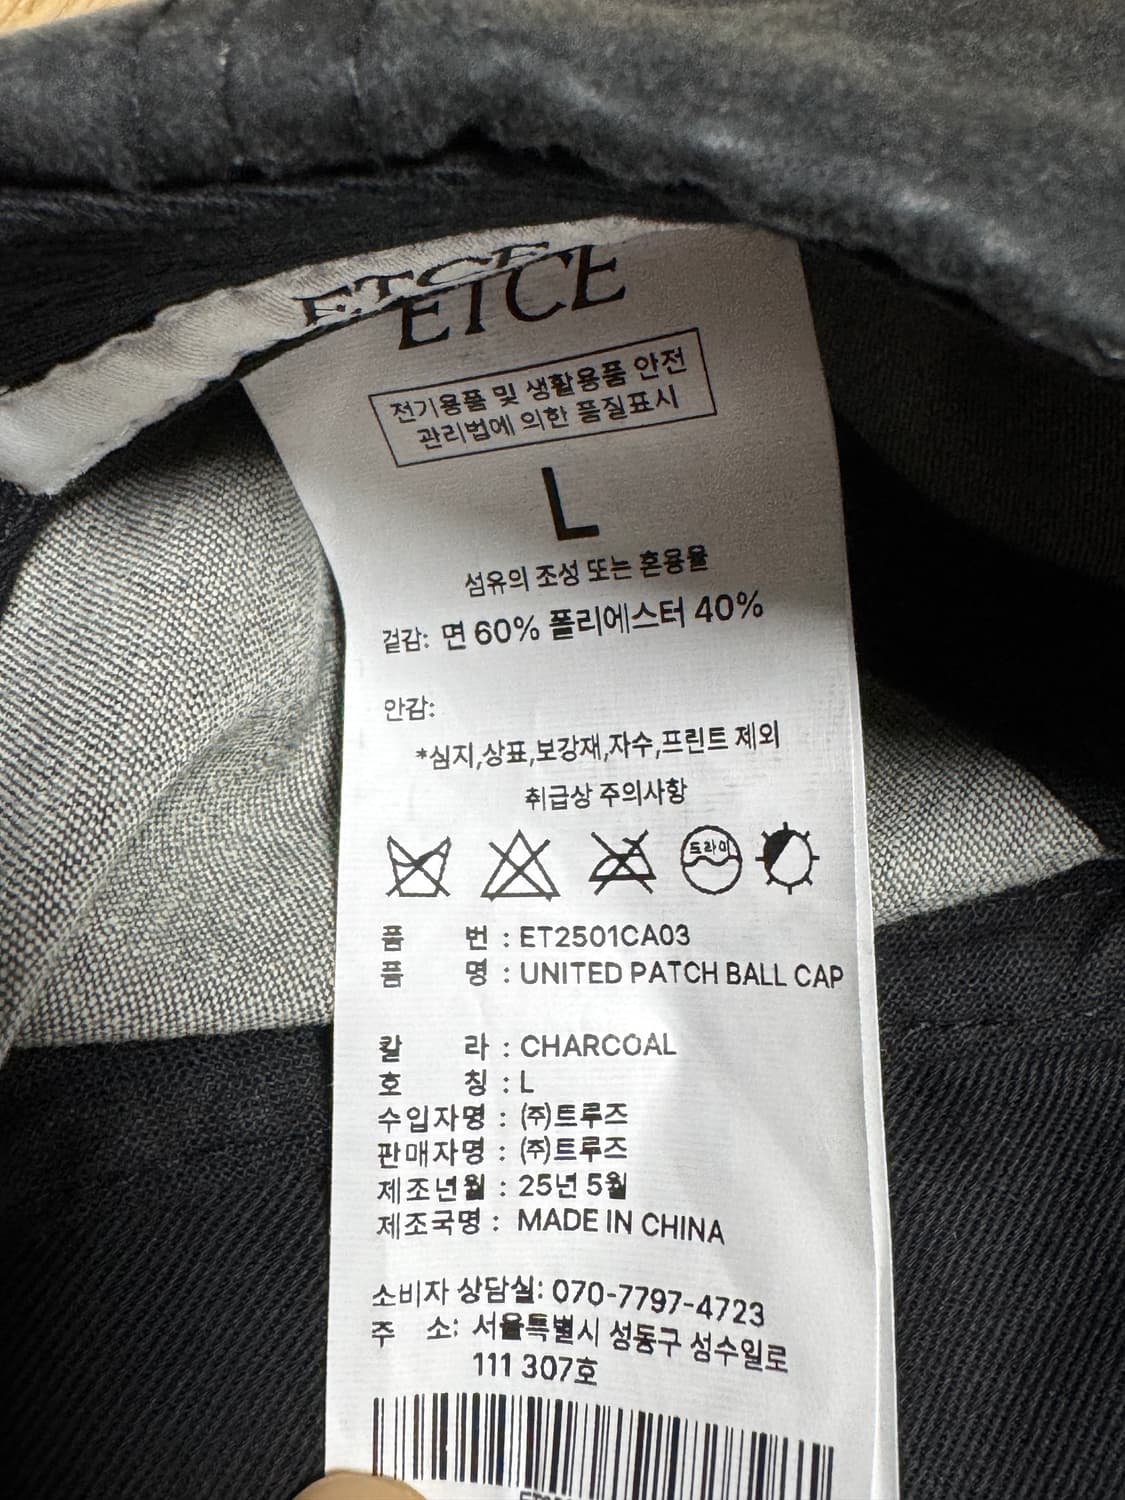 ETCE
전기용품 및 생활용품 안전
관리법에 의한 품질표시
L
섬유의 조성 또는 혼용율
겉감: 면 60% 폴리에스터 40%
안감:
*심지,상표,보강재,자수,프린트 제외
취급상 주의사항
드라이
품 번 : ET2501CA03
품 명 : UNITED PATCH BALL CAP
칼 라 : CHARCOAL
호 칭 : L
수입자명 : ㈜트루즈
판매자명 : ㈜트루즈
제조년월 : 25년 5월
제조국명 : MADE IN CHINA
소비자 상담실: 070-7797-4723
주 소: 서울특별시 성동구 성수일로
111 307호